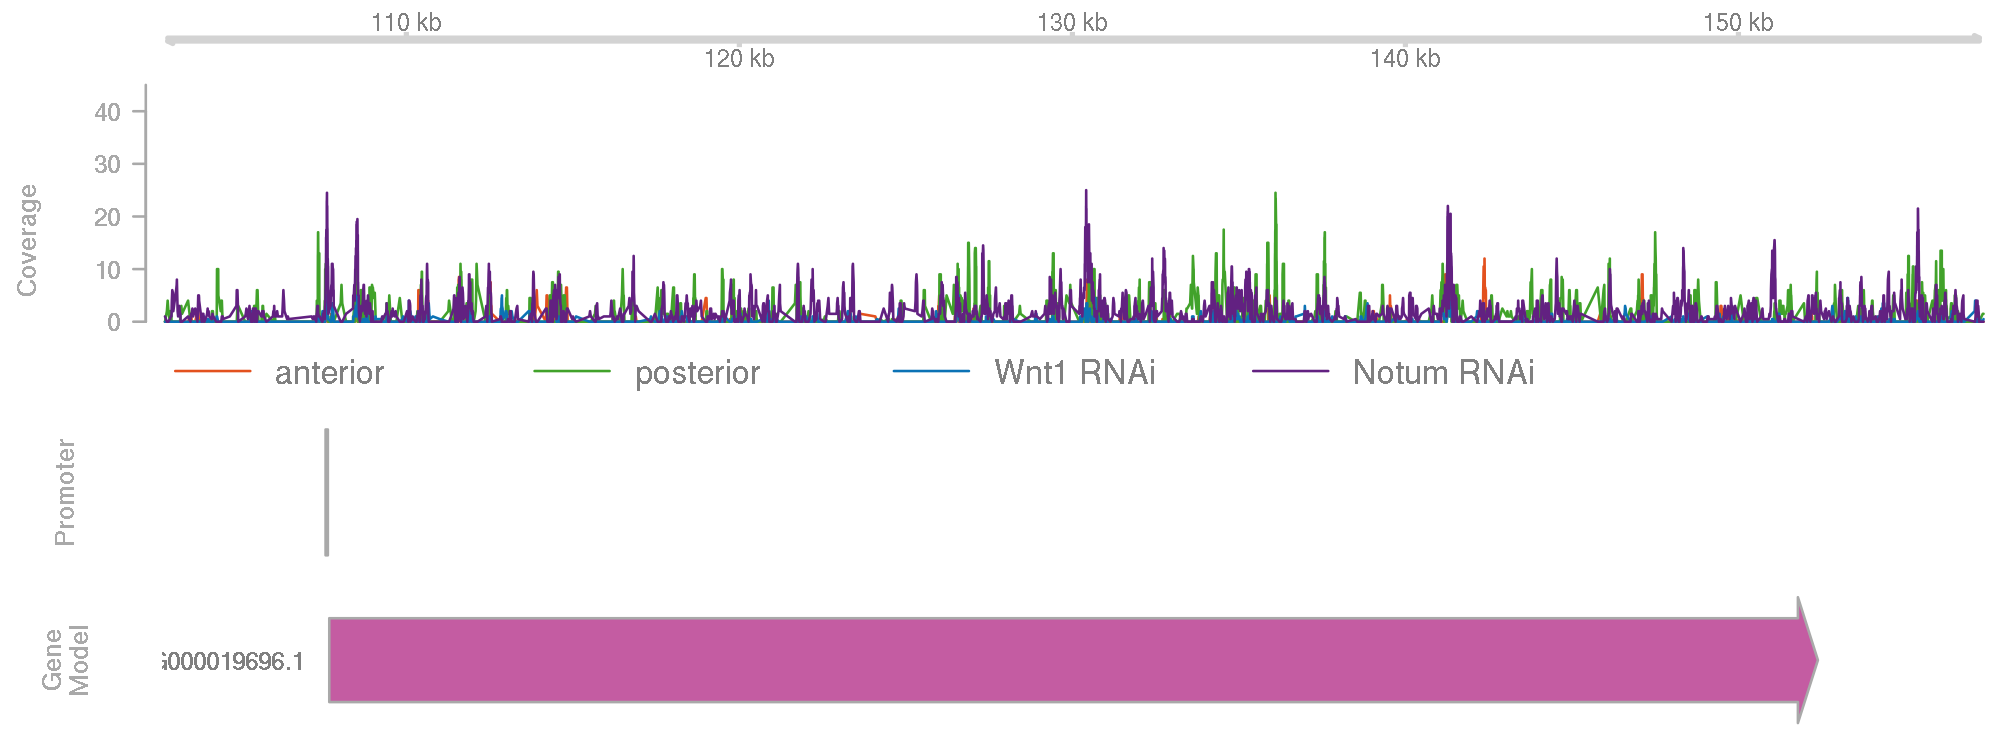 110 kb 130 kb 150 kb
120 kb 140 kb
Coverage
40
30
20
10
0
anterior posterior Wnt1 RNAi Notum RNAi
Promoter
Gene
Model
G000019696.1